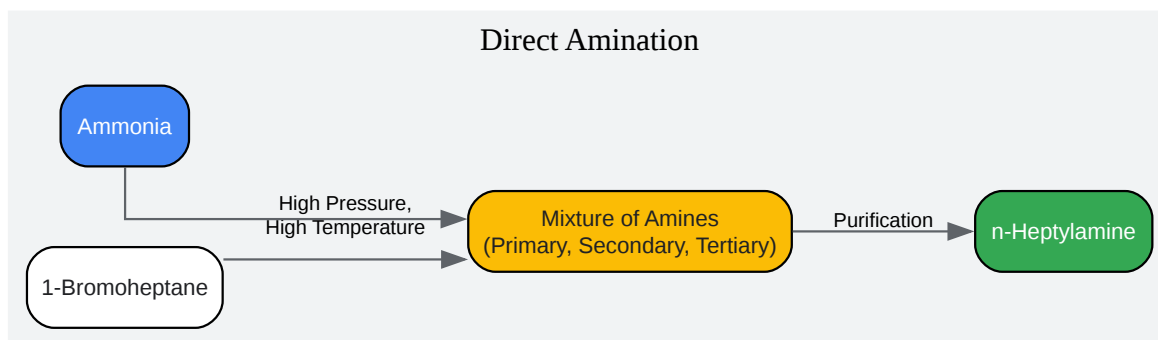 Direct Amination
Ammonia
High Pressure,
High Temperature
1-Bromoheptane
Mixture of Amines
(Primary, Secondary, Tertiary)
Purification
n-Heptylamine